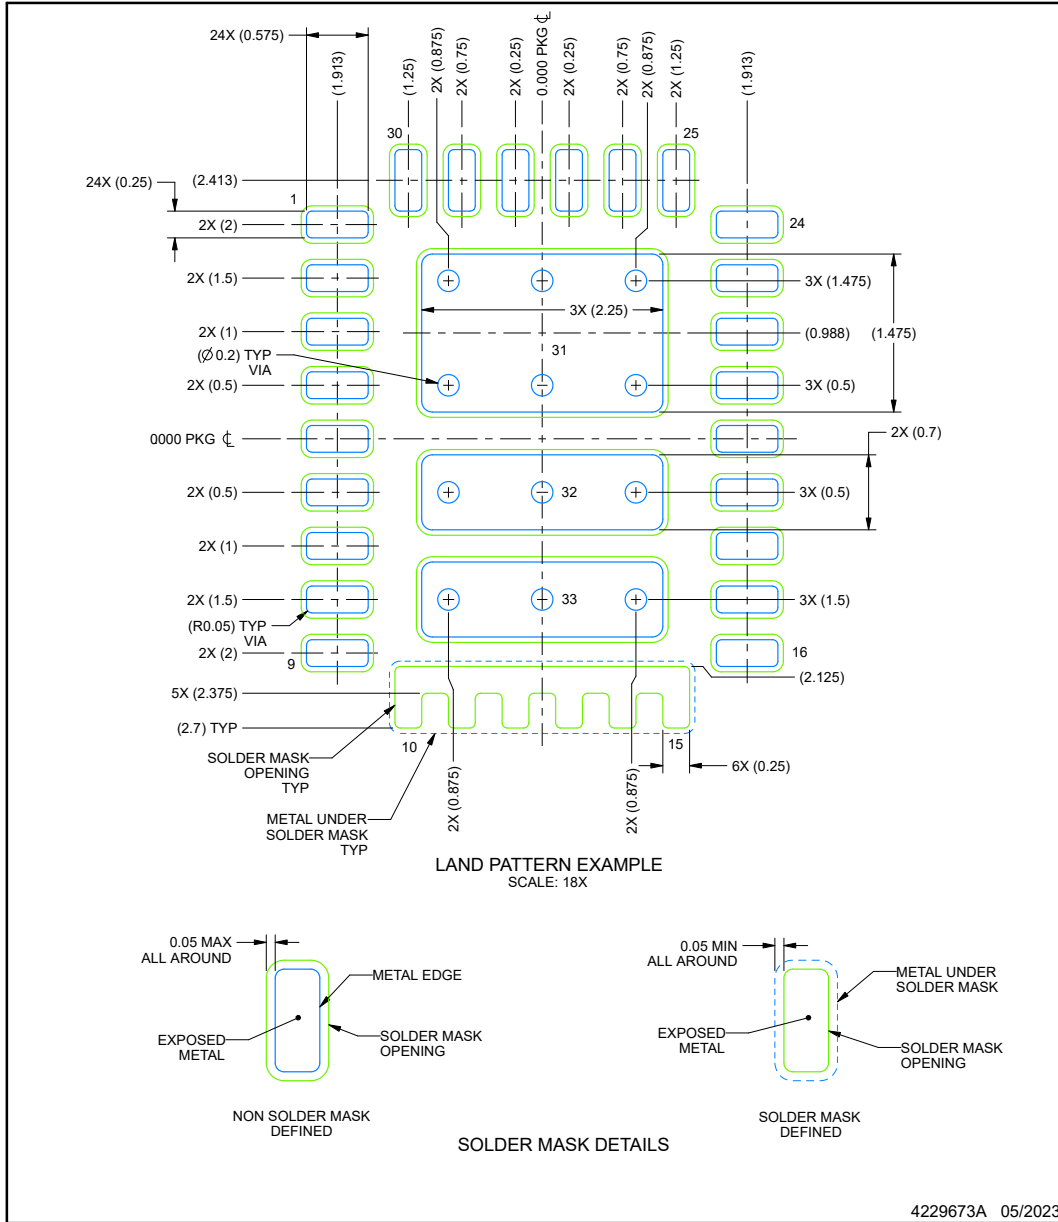 24X (0.575)
(1.913)
(1.25)
2X (0.875)
2X (0.75)
2X (0.25)
0.000 PKG ℄
2X (0.25)
2X (0.75)
2X (0.875)
2X (1.25)
(1.913)
30
25
(2.413)
24X (0.25)
1
24
2X (2)
2X (1.5)
3X (1.475)
3X (2.25)
2X (1)
(0.988)
(1.475)
31
(Ø 0.2) TYP
VIA
2X (0.5)
3X (0.5)
0000 PKG ℄
2X (0.7)
2X (0.5)
32
3X (0.5)
2X (1)
2X (1.5)
33
3X (1.5)
(R0.05) TYP
VIA
2X (2)
9
16
(2.125)
5X (2.375)
(2.7) TYP
10
15
SOLDER MASK
OPENING
TYP
6X (0.25)
2X (0.875)
2X (0.875)
METAL UNDER
SOLDER MASK
TYP
LAND PATTERN EXAMPLE
SCALE: 18X
0.05 MAX
ALL AROUND
METAL EDGE
EXPOSED
METAL
SOLDER MASK
OPENING
NON SOLDER MASK
DEFINED
0.05 MIN
ALL AROUND
METAL UNDER
SOLDER MASK
EXPOSED
METAL
SOLDER MASK
OPENING
SOLDER MASK
DEFINED
SOLDER MASK DETAILS
4229673A 05/2023